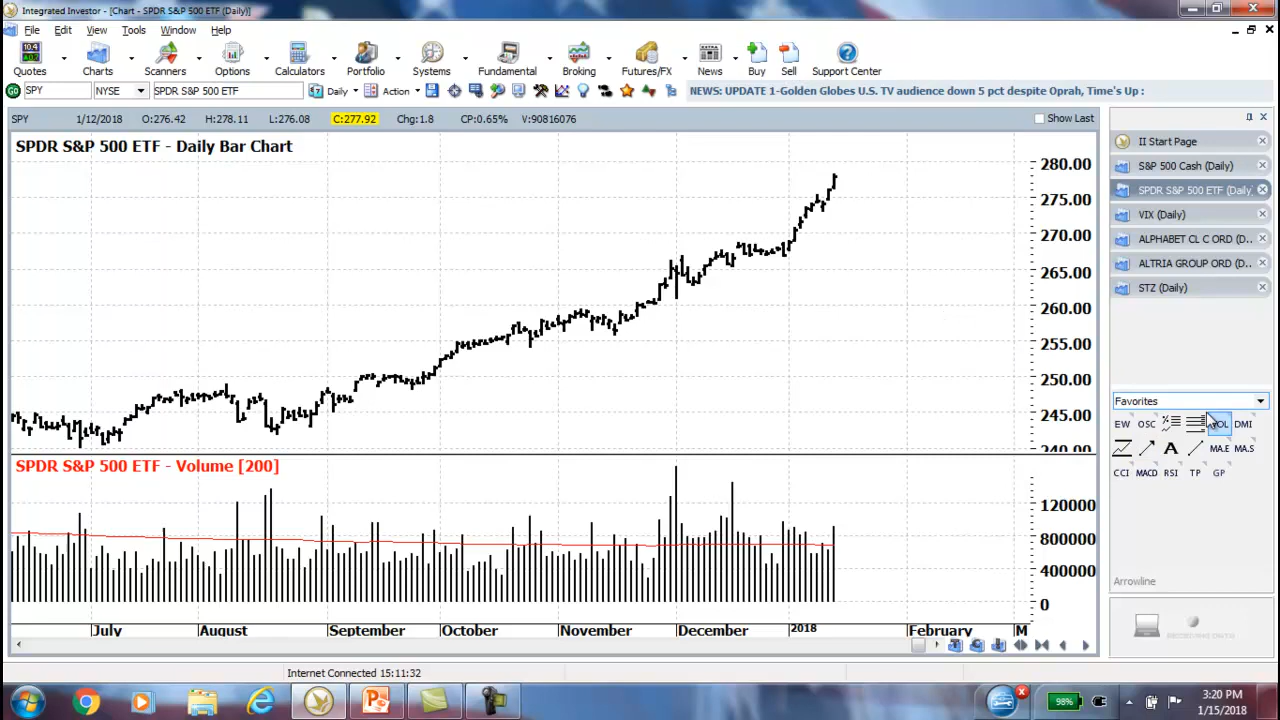 Integrated Investor - [Chart - SPDR S&P 500 ETF (Daily)]
File Edit View Tools Window Help
Quotes Charts Scanners Options Calculators Portfolio Systems Fundamental Broking Futures/FX News Buy Sell Support Center
GO SPY NYSE SPDR S&P 500 ETF Daily Action NEWS: UPDATE 1-Golden Globes U.S. TV audience down 5 pct despite Oprah, Time's Up :
SPY 1/12/2018 O:276.42 H:278.11 L:276.08 C:277.92 Chg:1.8 CP:0.65% V:90816076 Show Last
SPDR S&P 500 ETF - Daily Bar Chart
280.00
275.00
270.00
265.00
260.00
255.00
250.00
245.00
240.00
SPDR S&P 500 ETF - Volume [200]
120000
800000
400000
0
July August September October November December 2018 February M
Internet Connected 15:11:32
II Start Page
S&P 500 Cash (Daily)
SPDR S&P 500 ETF (Daily)
VIX (Daily)
ALPHABET CL C ORD (D...
ALTRIA GROUP ORD (D...
STZ (Daily)
Favorites
EW OSC VOL DMI
A MA.E MA.S
CCI MACD RSI TP GP
Arrowline
RECORDING DATA
98% 3:20 PM
1/15/2018